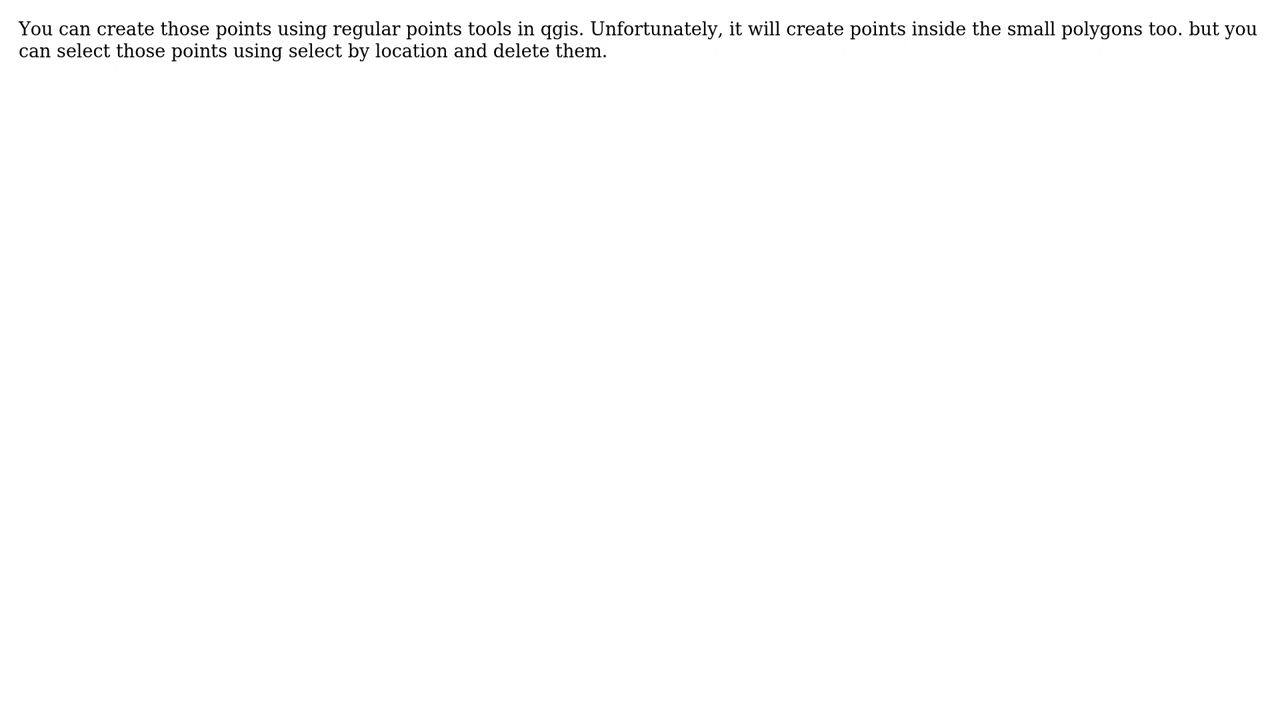 You can create those points using regular points tools in qgis. Unfortunately, it will create points inside the small polygons too. but you
can select those points using select by location and delete them.